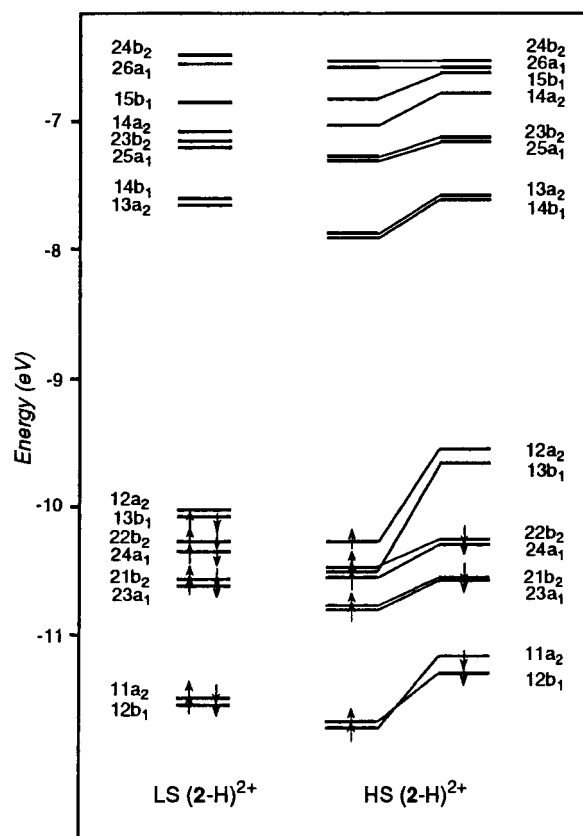 Energy (eV)
-7
-8
-9
-10
-11
24b₂
26a₁
15b₁
14a₂
23b₂
25a₁
14b₁
13a₂
12a₂
13b₁
22b₂
24a₁
21b₂
23a₁
11a₂
12b₁
LS (2-H)²⁺
24b₂
26a₁
15b₁
14a₂
23b₂
25a₁
13a₂
14b₁
12a₂
13b₁
22b₂
24a₁
21b₂
23a₁
11a₂
12b₁
HS (2-H)²⁺